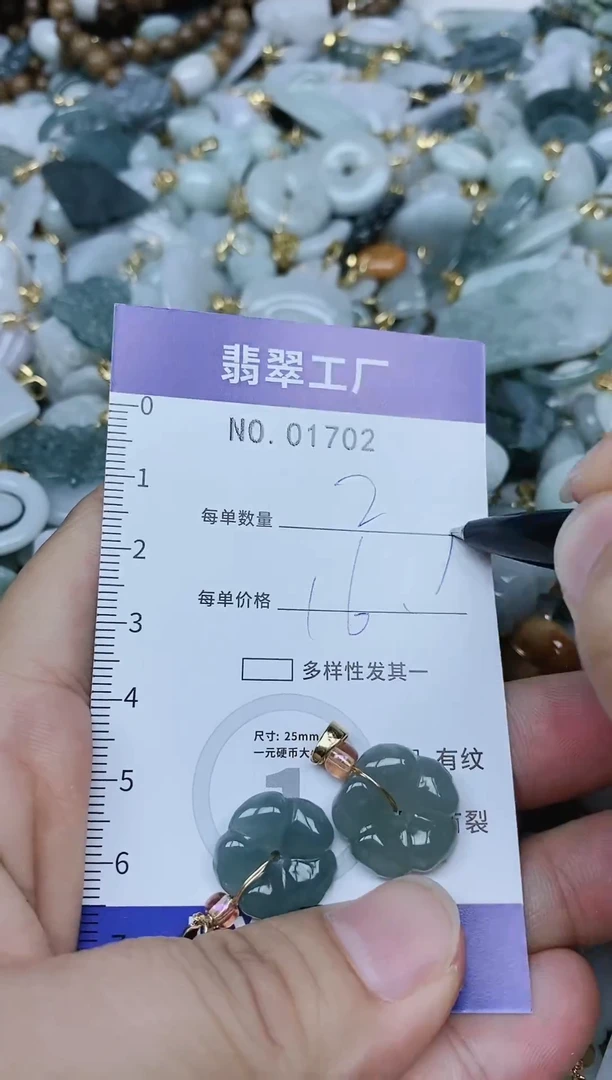 翡翠工厂
NO. 01702
每单数量 2
每单价格 16.
多样性发其一
尺寸: 25mm
一元硬币大
有纹
裂
0
1
2
3
4
5
6